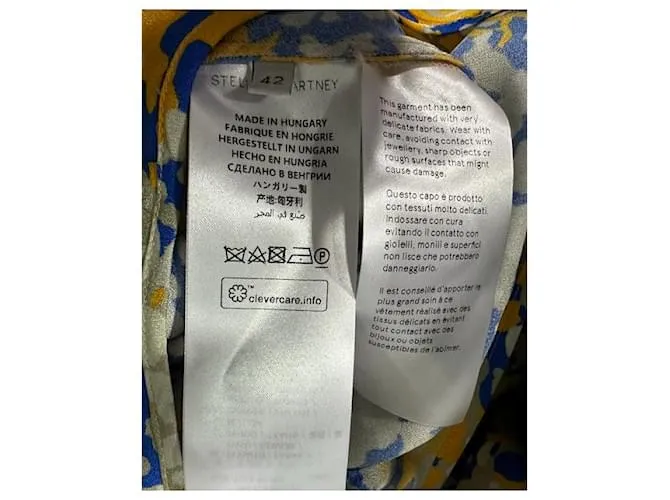 STEL
42
ARTNEY
MADE IN HUNGARY
FABRIQUE EN HONGRIE
HERGESTELLT IN UNGARN
HECHO EN HUNGRIA
СДЕЛАНО В ВЕНГРИИ
ハンガリー製
产地:匈牙利
صنع في المجر
P
clevercare.info
TM
This garment has been
manufactured with very
delicate fabrics. Wear with
care, avoiding contact with
jewellery, sharp objects or
rough surfaces that might
cause damage.
Questo capo è prodotto
con tessuti molto delicati.
Indossare con cura
evitando il contatto con
gioielli, monili e superfici
non lisce che potrebbero
danneggiarlo.
Il est conseillé d'apporter le
plus grand soin à ce
vêtement réalisé avec des
tissus délicats en évitant
tout contact avec des
bijoux ou objets
susceptibles de l'abîmer.